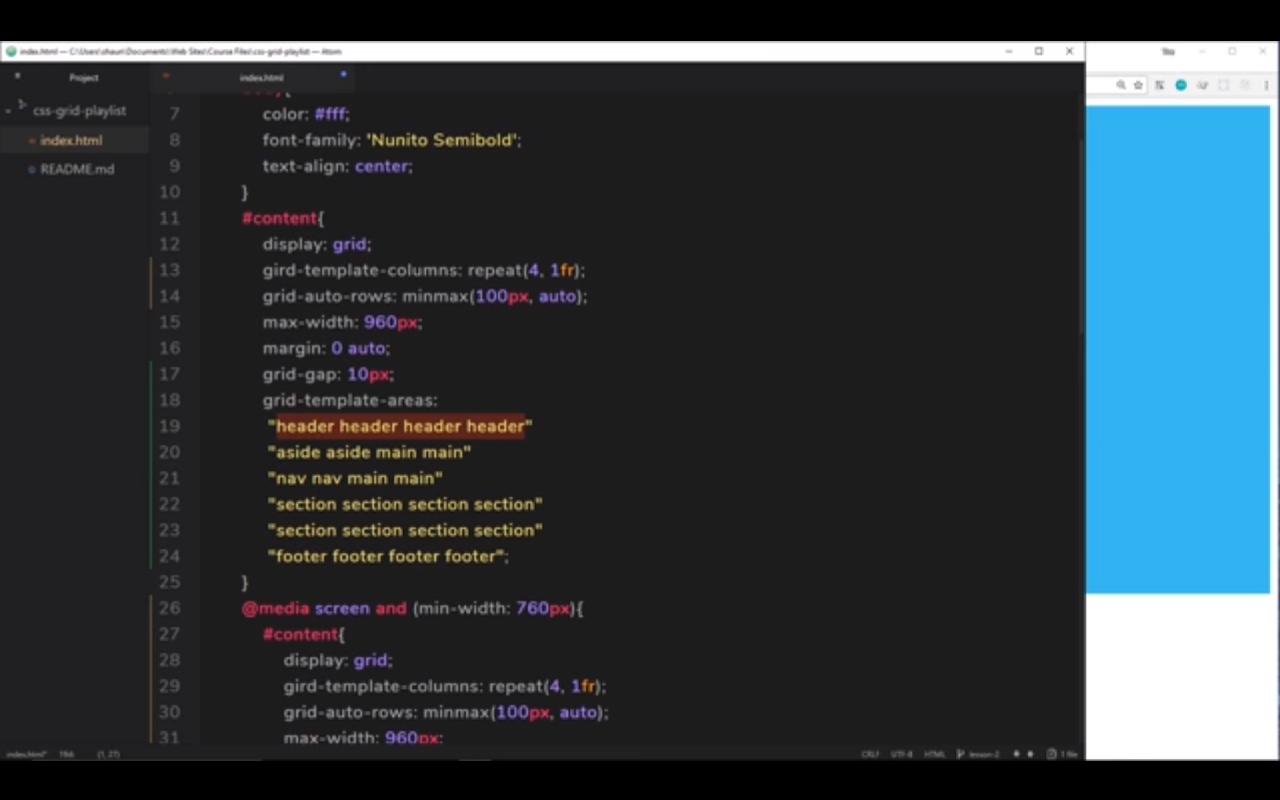 index.html — C:\Users\shaun\Documents\Web Sites\Course Files\css-grid-playlist — Atom
Project
index.html
css-grid-playlist
index.html
README.md
7 color: #fff;
8 font-family: 'Nunito Semibold';
9 text-align: center;
10 }
11 #content{
12 display: grid;
13 gird-template-columns: repeat(4, 1fr);
14 grid-auto-rows: minmax(100px, auto);
15 max-width: 960px;
16 margin: 0 auto;
17 grid-gap: 10px;
18 grid-template-areas:
19 "header header header header"
20 "aside aside main main"
21 "nav nav main main"
22 "section section section section"
23 "section section section section"
24 "footer footer footer footer";
25 }
26 @media screen and (min-width: 760px){
27 #content{
28 display: grid;
29 gird-template-columns: repeat(4, 1fr);
30 grid-auto-rows: minmax(100px, auto);
31 max-width: 960px;
index.html* 19:6 (1, 27)
CRLF UTF-8 HTML lesson-2 1 file